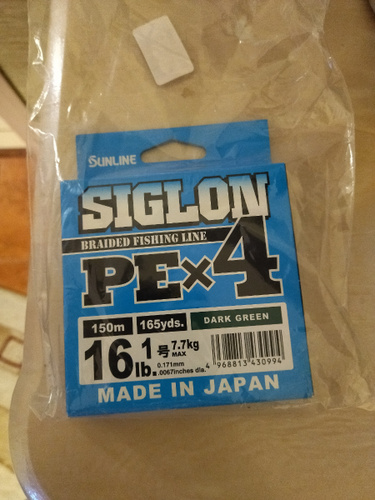 SUNLINE
SIGLON
BRAIDED FISHING LINE
PE×4
150m 165yds. DARK GREEN
16lb. 1号 7.7kg MAX
0.171mm
.0067inches dia.
4 968813 430994
MADE IN JAPAN